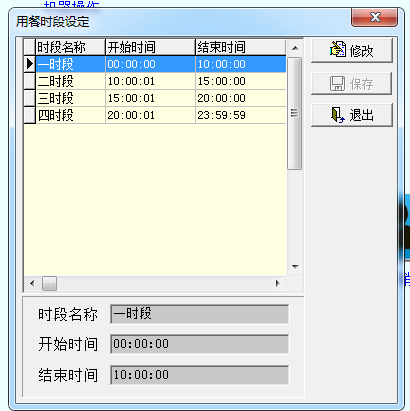 机器操作
用餐时段设定
时段名称 开始时间 结束时间
一时段 00:00:00 10:00:00
二时段 10:00:01 15:00:00
三时段 15:00:01 20:00:00
四时段 20:00:01 23:59:59
修改
保存
退出
时段名称 一时段
开始时间 00:00:00
结束时间 10:00:00